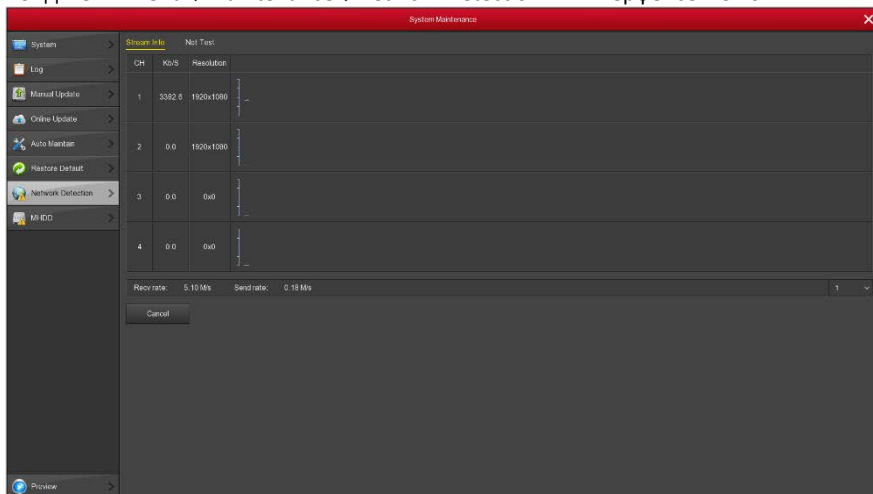 System Maintenance
System
Log
Manual Update
Online Update
Auto Maintain
Restore Default
Network Detection
MHDD
Preview
Stream Info Net Test
CH Kb/S Resolution
1 3382.6 1920x1080
2 0.0 1920x1080
3 0.0 0x0
4 0.0 0x0
Recv rate: 5.10 M/s Send rate: 0.18 M/s 1
Cancel